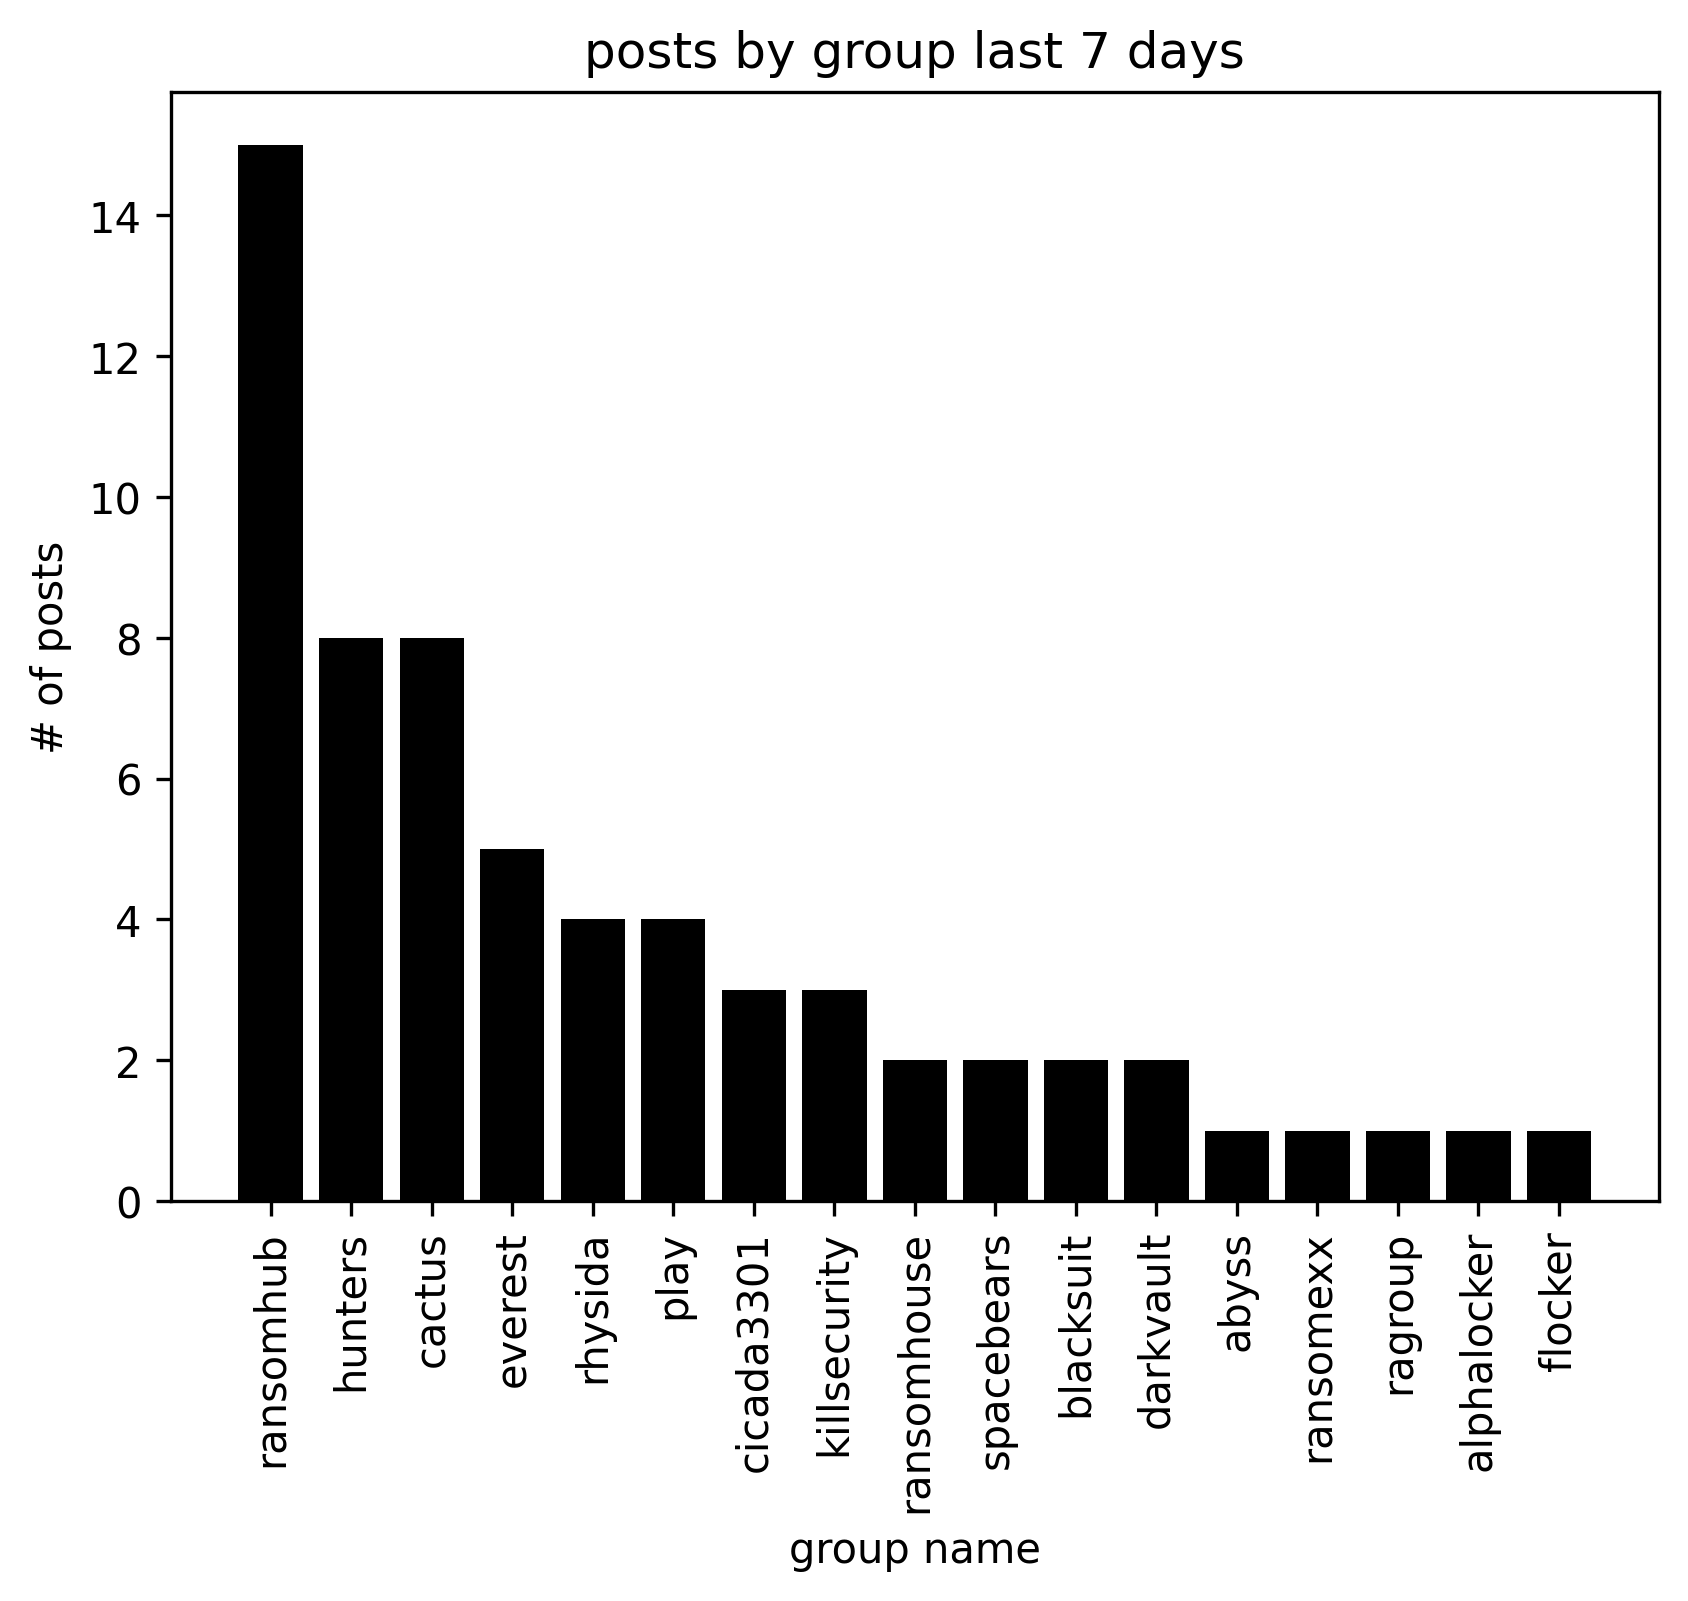 posts by group last 7 days
# of posts
14
12
10
8
6
4
2
0
ransomhub
hunters
cactus
everest
rhysida
play
cicada3301
killsecurity
ransomhouse
spacebears
blacksuit
darkvault
abyss
ransomexx
ragroup
alphalocker
flocker
group name